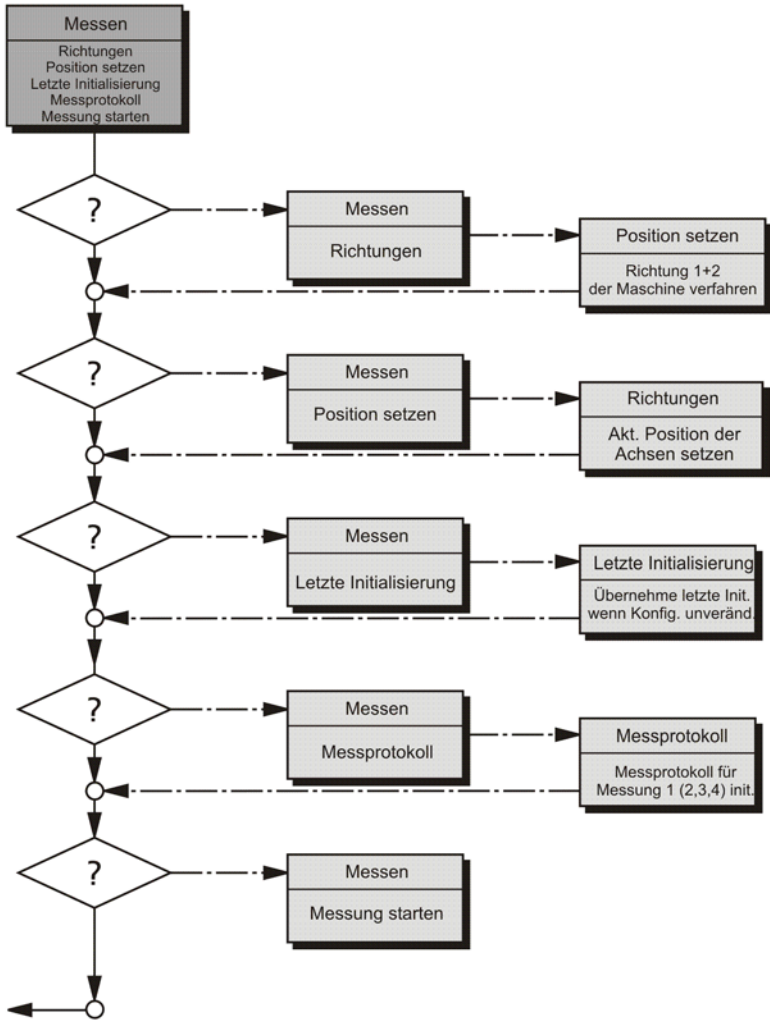 Messen
Richtungen
Position setzen
Letzte Initialisierung
Messprotokoll
Messung starten
?
Messen
Richtungen
Position setzen
Richtung 1+2
der Maschine verfahren
?
Messen
Position setzen
Richtungen
Akt. Position der
Achsen setzen
?
Messen
Letzte Initialisierung
Letzte Initialisierung
Übernehme letzte Init.
wenn Konfig. unveränd.
?
Messen
Messprotokoll
Messprotokoll
Messprotokoll für
Messung 1 (2,3,4) init.
?
Messen
Messung starten